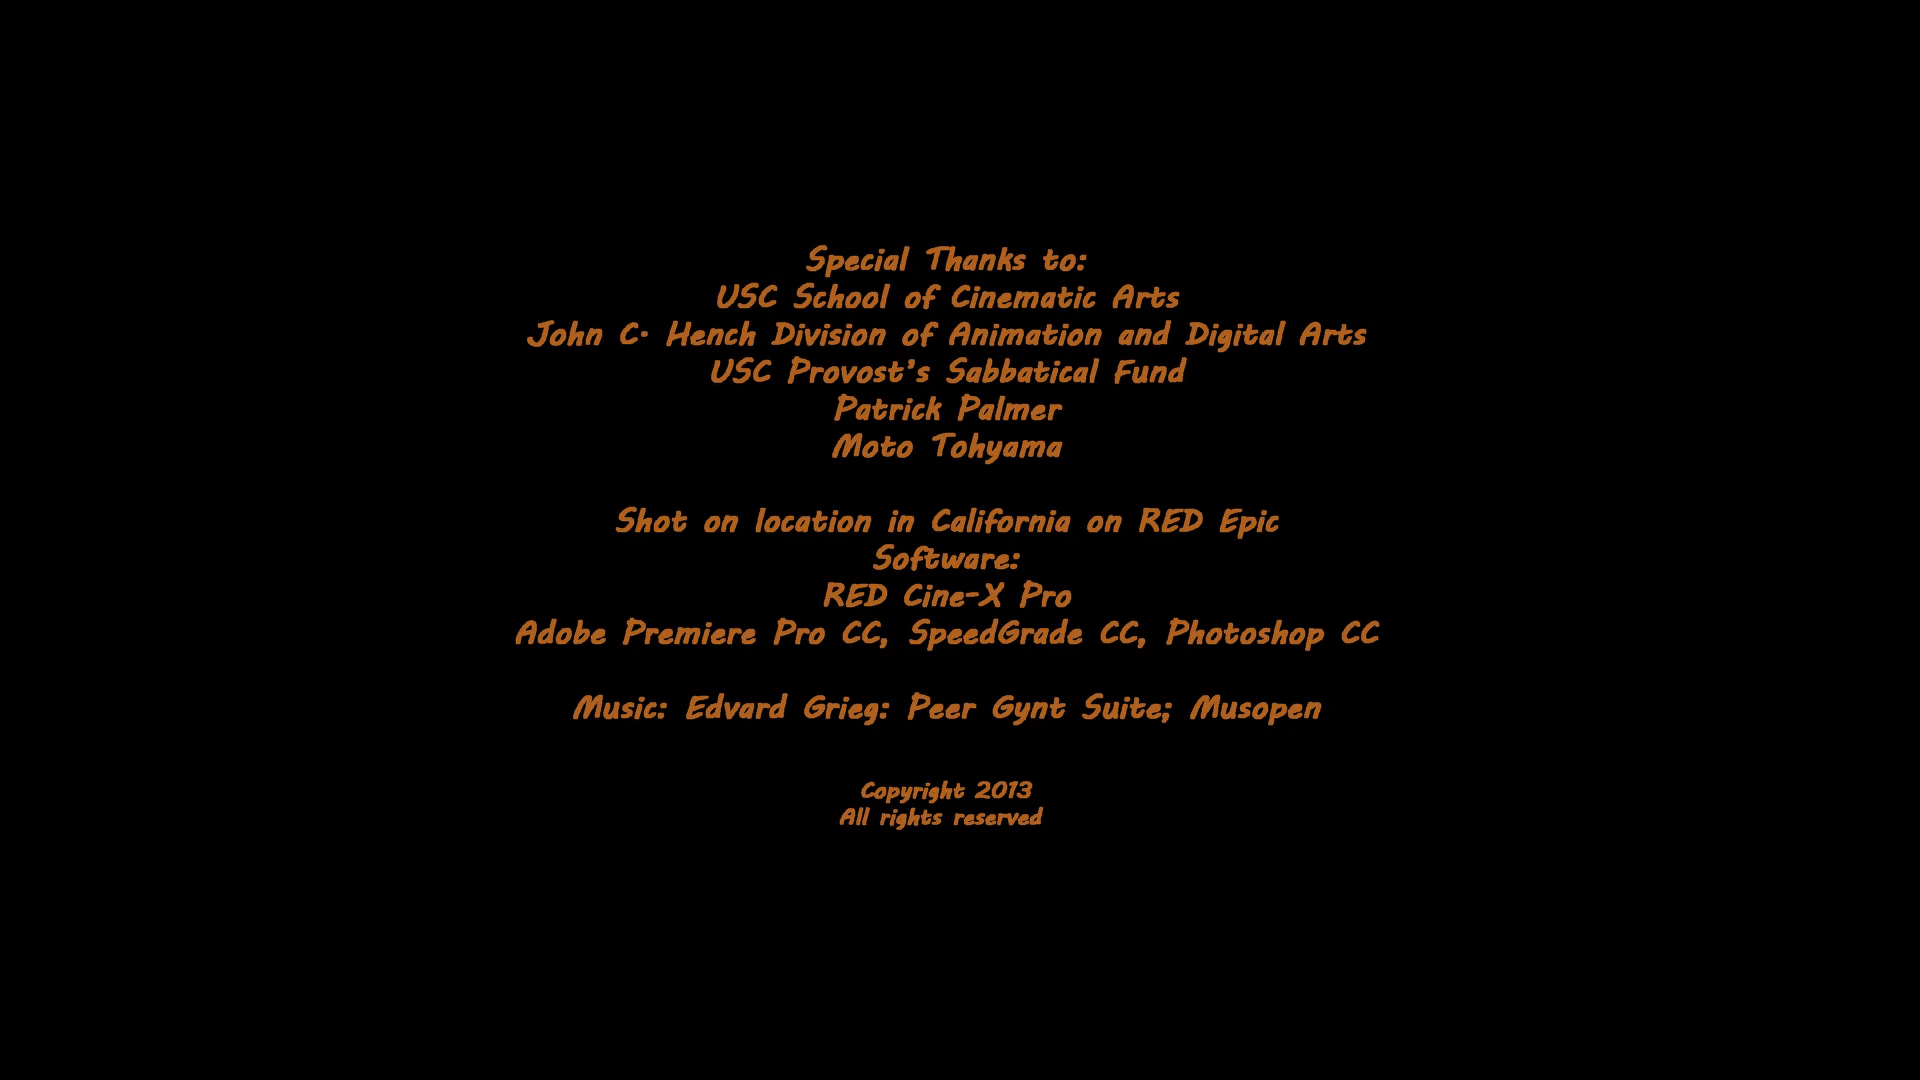 Special Thanks to:
USC School of Cinematic Arts
John C. Hench Division of Animation and Digital Arts
USC Provost's Sabbatical Fund
Patrick Palmer
Moto Tohyama
Shot on location in California on RED Epic
Software:
RED Cine-X Pro
Adobe Premiere Pro CC, SpeedGrade CC, Photoshop CC
Music: Edvard Grieg: Peer Gynt Suite; Musopen
Copyright 2013
All rights reserved